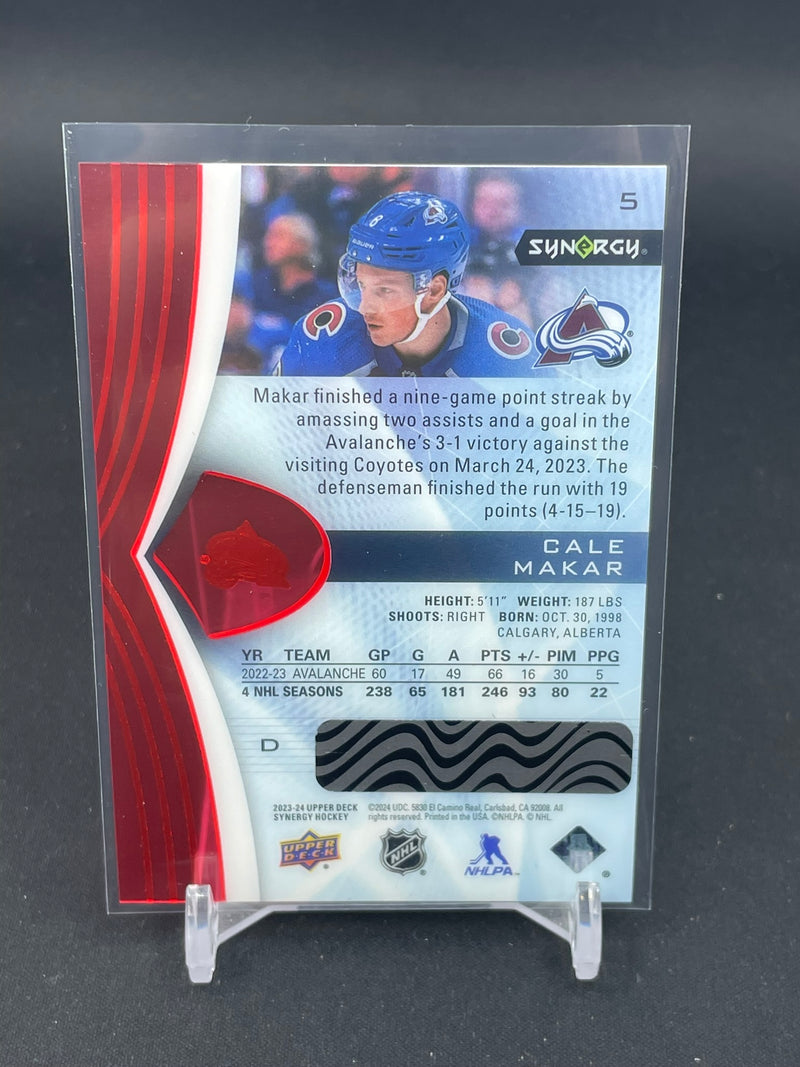 5
SYNERGY®
8
BAUER
Makar finished a nine-game point streak by
amassing two assists and a goal in the
Avalanche's 3-1 victory against the
visiting Coyotes on March 24, 2023. The
defenseman finished the run with 19
points (4-15–19).
CALE
MAKAR
HEIGHT: 5'11" WEIGHT: 187 LBS
SHOOTS: RIGHT BORN: OCT. 30, 1998
CALGARY, ALBERTA
YR TEAM GP G A PTS +/- PIM PPG
2022-23 AVALANCHE 60 17 49 66 16 30 5
4 NHL SEASONS 238 65 181 246 93 80 22
D
2023-24 UPPER DECK ©2024 UDC. 5830 El Camino Real, Carlsbad, CA 92008. All
SYNERGY HOCKEY rights reserved. Printed in the USA. ©NHLPA. © NHL.
UPPER DECK® NHL® NHLPA™ ®